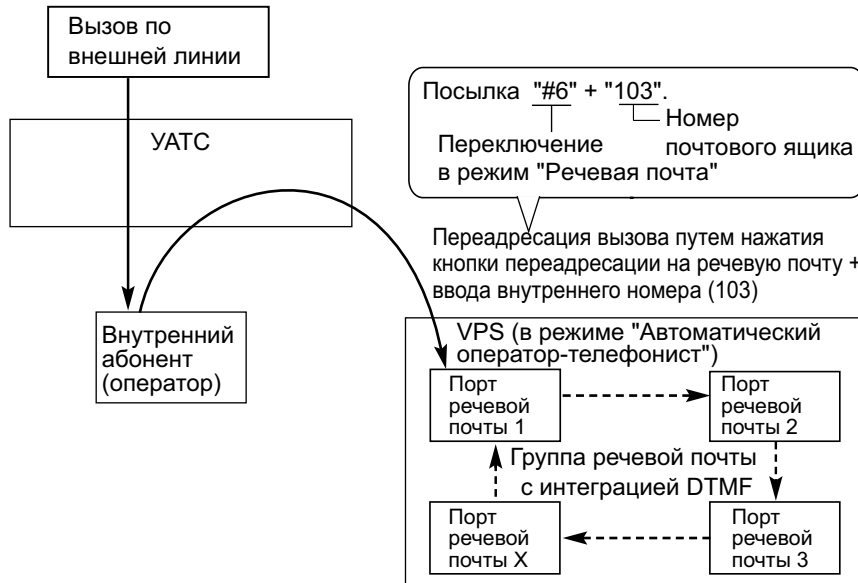 Вызов по
внешней линии
УАТС
Посылка "#6" + "103".
Номер
почтового ящика
Переключение
в режим "Речевая почта"
Переадресация вызова путем нажатия
кнопки переадресации на речевую почту +
ввода внутреннего номера (103)
Внутренний
абонент
(оператор)
VPS (в режиме "Автоматический
оператор-телефонист")
Порт
речевой
почты 1
Порт
речевой
почты 2
Группа речевой почты
с интеграцией DTMF
Порт
речевой
почты X
Порт
речевой
почты 3